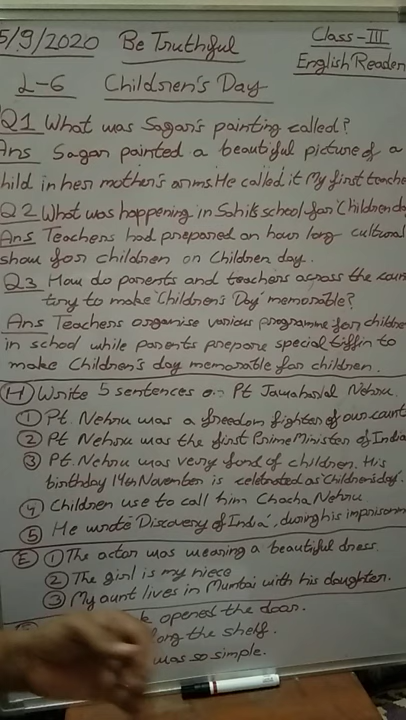 5/9/2020 Be Truthful Class-III
English Reader
L-6 Children's Day
Q1 What was Sagar's painting called?
Ans Sagar painted a beautiful picture of a
hild in her mother's arms. He called it My first teache
Q2 What was happening in Sahil's school for 'Children da
Ans Teachers had prepared an hour long cultural
show for children on Children day.
Q3 How do parents and teachers across the coun
try to make 'Children's Day' memorable?
Ans Teachers organise various programme for childre
in school while parents prepare special tiffin to
make Children's day memorable for children.
(H) Write 5 sentences on Pt Jawaharlal Nehru.
① Pt. Nehru was a freedom fighter of our count
② Pt Nehru was the first Prime Minister of India
③ Pt. Nehru was very fond of children. His
birthday 14th November is celebrated as 'Children's day'.
④ Children use to call him Chacha Nehru
⑤ He wrote 'Discovery of India', during his imprisonm
(E) ① The actor was wearing a beautiful dress.
② The girl is my niece
③ My aunt lives in Mumbai with his daughter.
opened the door.
the shelf.
was so simple.